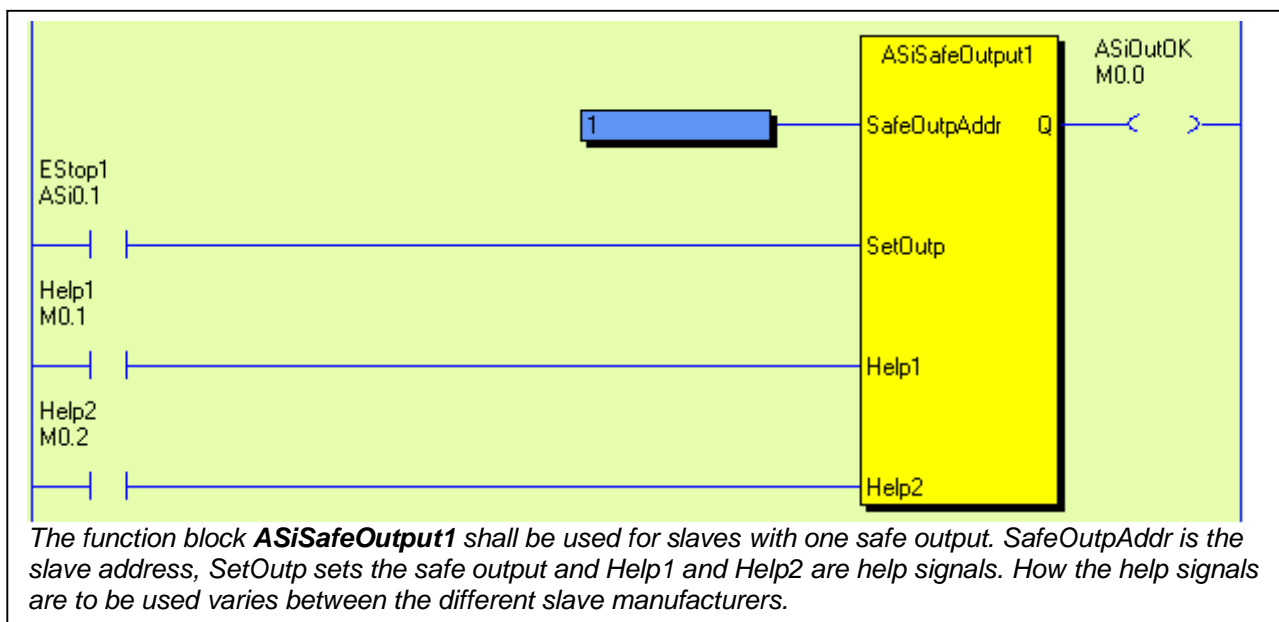 ASiSafeOutput1
ASiOutOK
M0.0
1
SafeOutpAddr Q
EStop1
ASi0.1
SetOutp
Help1
M0.1
Help1
Help2
M0.2
Help2
The function block ASiSafeOutput1 shall be used for slaves with one safe output. SafeOutpAddr is the
slave address, SetOutp sets the safe output and Help1 and Help2 are help signals. How the help signals
are to be used varies between the different slave manufacturers.